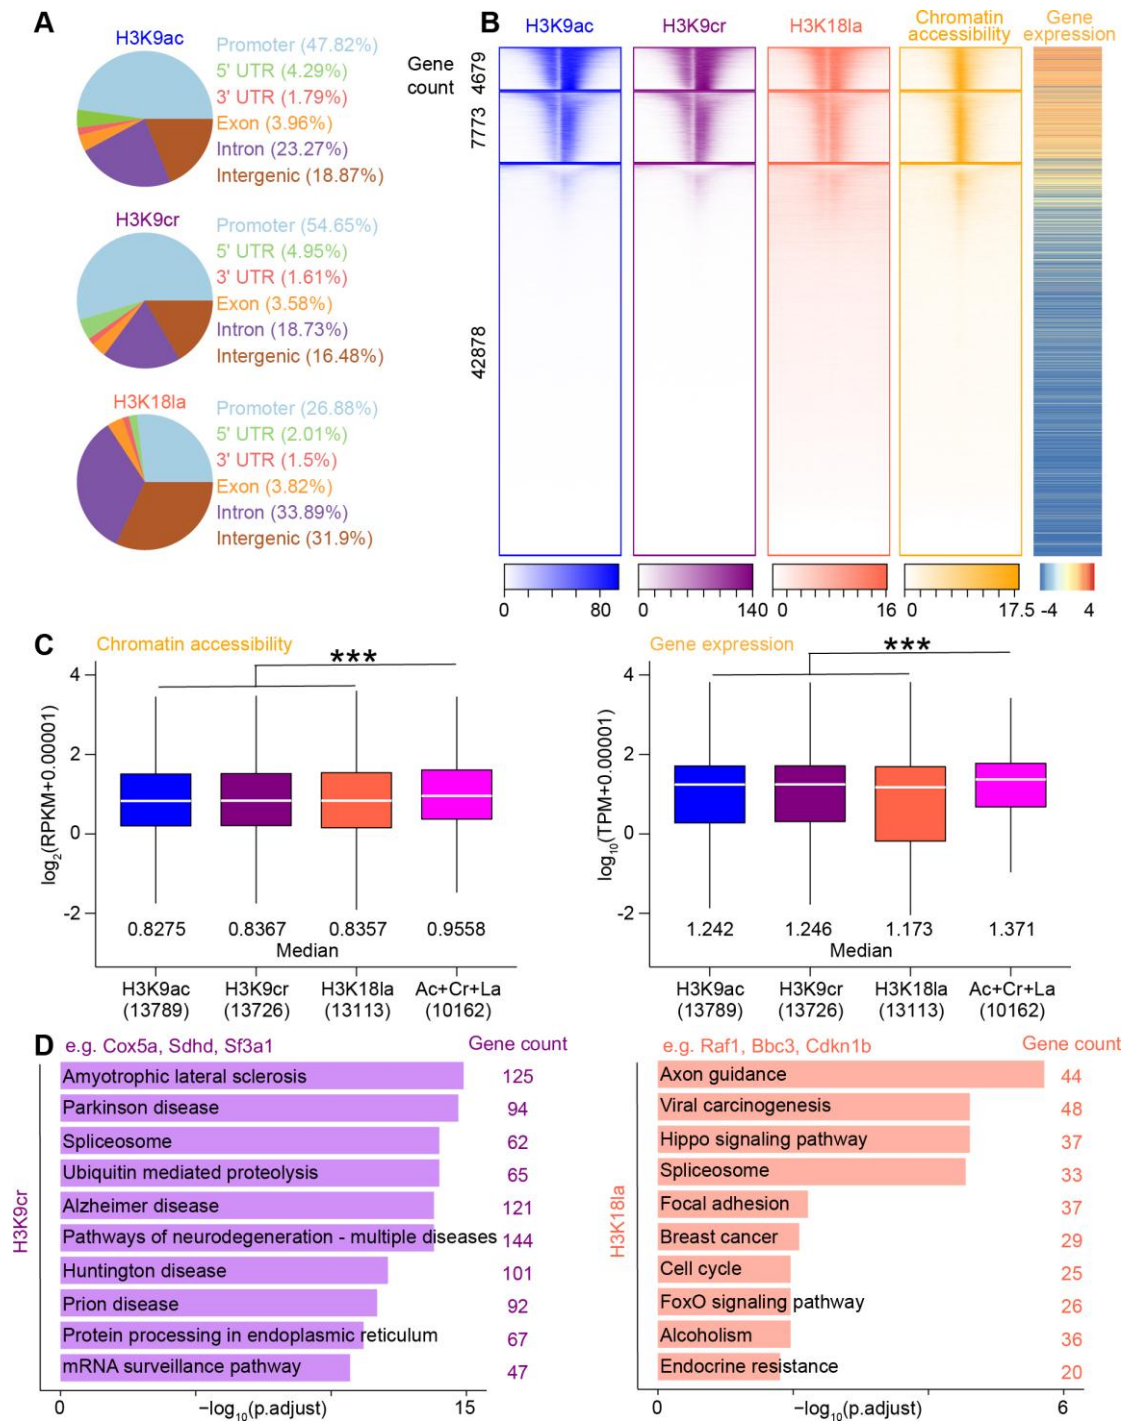 A
H3K9ac
Promoter (47.82%)
5' UTR (4.29%)
3' UTR (1.79%)
Exon (3.96%)
Intron (23.27%)
Intergenic (18.87%)
H3K9cr
Promoter (54.65%)
5' UTR (4.95%)
3' UTR (1.61%)
Exon (3.58%)
Intron (18.73%)
Intergenic (16.48%)
H3K18la
Promoter (26.88%)
5' UTR (2.01%)
3' UTR (1.5%)
Exon (3.82%)
Intron (33.89%)
Intergenic (31.9%)
B
H3K9ac
H3K9cr
H3K18la
Chromatin
accessibility
Gene
expression
Gene
count
4679
7773
42878
0 80
0 140
0 16
0 17.5
-4 4
C
Chromatin accessibility
***
log2(RPKM+0.00001)
4
2
0
-2
0.8275 0.8367 0.8357 0.9558
Median
H3K9ac H3K9cr H3K18la Ac+Cr+La
(13789) (13726) (13113) (10162)
Gene expression
***
log10(TPM+0.00001)
4
2
0
-2
1.242 1.246 1.173 1.371
Median
H3K9ac H3K9cr H3K18la Ac+Cr+La
(13789) (13726) (13113) (10162)
D
e.g. Cox5a, Sdhd, Sf3a1
Gene count
H3K9cr
Amyotrophic lateral sclerosis 125
Parkinson disease 94
Spliceosome 62
Ubiquitin mediated proteolysis 65
Alzheimer disease 121
Pathways of neurodegeneration - multiple diseases 144
Huntington disease 101
Prion disease 92
Protein processing in endoplasmic reticulum 67
mRNA surveillance pathway 47
0 15
−log10(p.adjust)
e.g. Raf1, Bbc3, Cdkn1b
Gene count
H3K18la
Axon guidance 44
Viral carcinogenesis 48
Hippo signaling pathway 37
Spliceosome 33
Focal adhesion 37
Breast cancer 29
Cell cycle 25
FoxO signaling pathway 26
Alcoholism 36
Endocrine resistance 20
0 6
−log10(p.adjust)